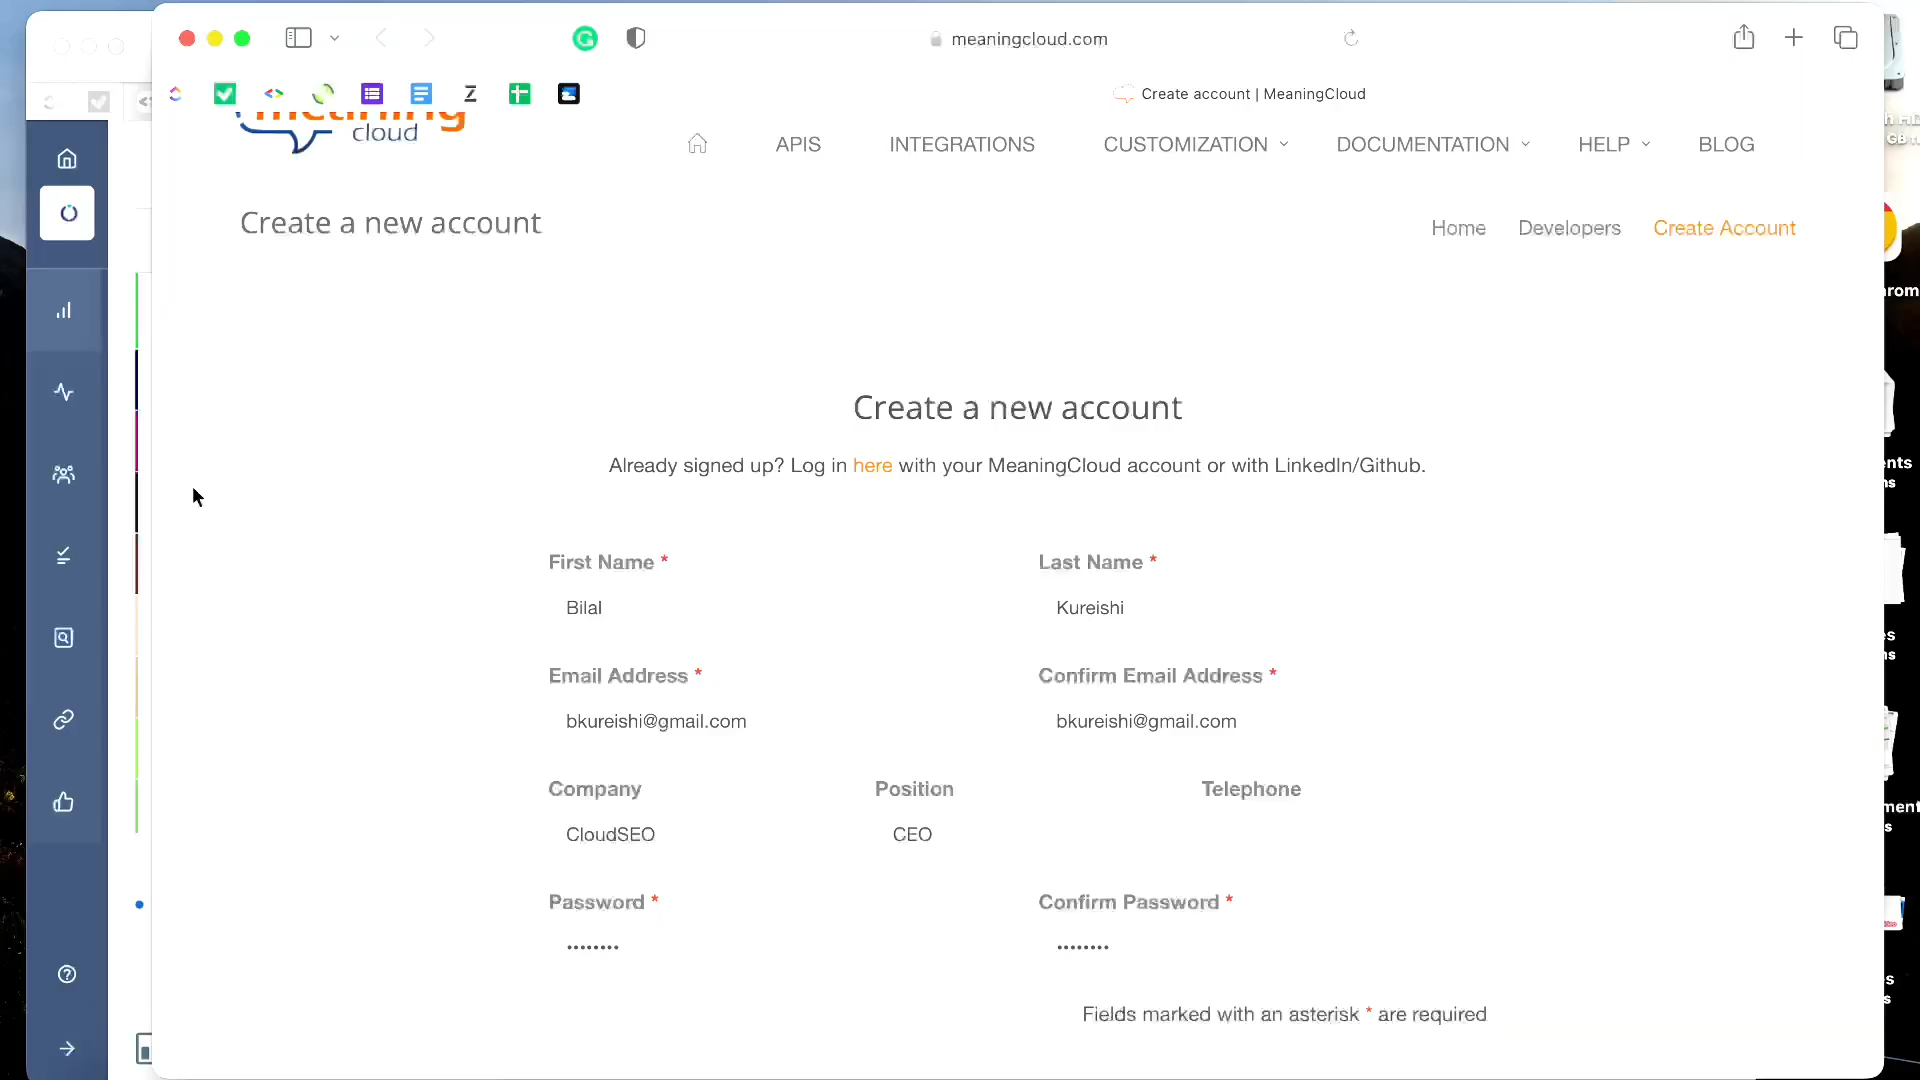 meaningcloud.com
Create account | MeaningCloud
meaning
cloud
APIS INTEGRATIONS CUSTOMIZATION DOCUMENTATION HELP BLOG
Create a new account
Home Developers Create Account
Create a new account
Already signed up? Log in here with your MeaningCloud account or with LinkedIn/Github.
First Name * Last Name *
Bilal Kureishi
Email Address * Confirm Email Address *
bkureishi@gmail.com bkureishi@gmail.com
Company Position Telephone
CloudSEO CEO
Password * Confirm Password *
•••••••• ••••••••
Fields marked with an asterisk * are required